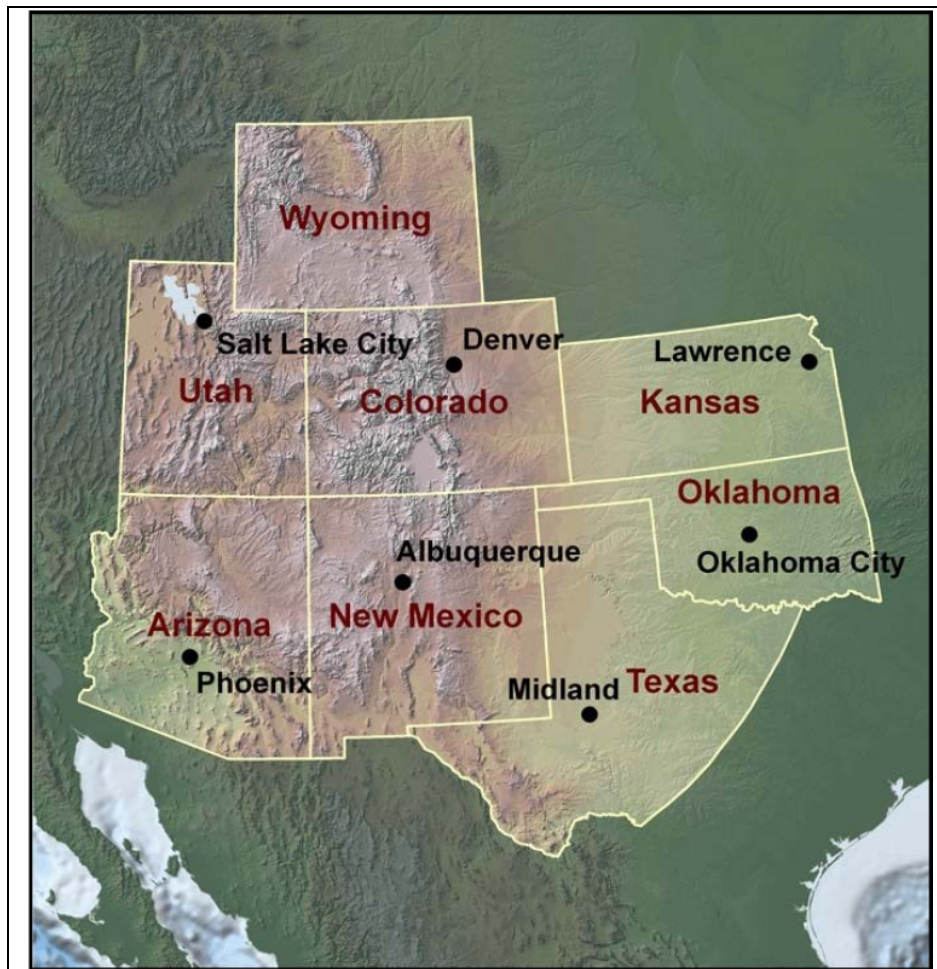 Wyoming
Salt Lake City
Denver
Lawrence
Utah
Colorado
Kansas
Oklahoma
Albuquerque
Oklahoma City
Arizona
New Mexico
Phoenix
Midland
Texas